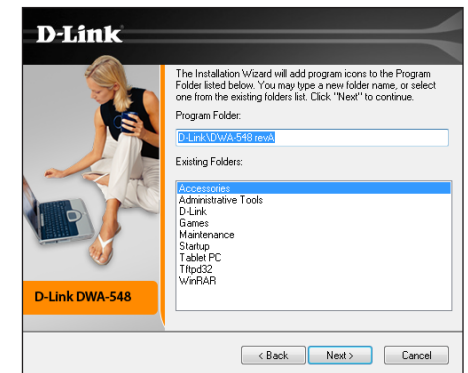 D-Link
The Installation Wizard will add program icons to the Program
Folder listed below. You may type a new folder name, or select
one from the existing folders list. Click "Next" to continue.
Program Folder:
D-Link\DWA-548 revA
Existing Folders:
Accessories
Administrative Tools
D-Link
Games
Maintenance
Startup
Tablet PC
Tftpd32
WinRAR
D-Link DWA-548
< Back
Next >
Cancel